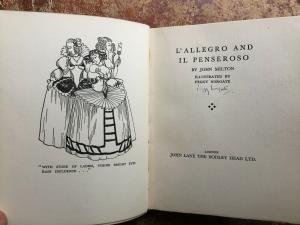 "WITH STORE OF LADIES, WHOSE BRIGHT EYES
RAIN INFLUENCE . . ."
L'ALLEGRO AND
IL PENSEROSO
BY JOHN MILTON
ILLUSTRATED BY
PEGGY WINGATE
LONDON
JOHN LANE THE BODLEY HEAD LTD.